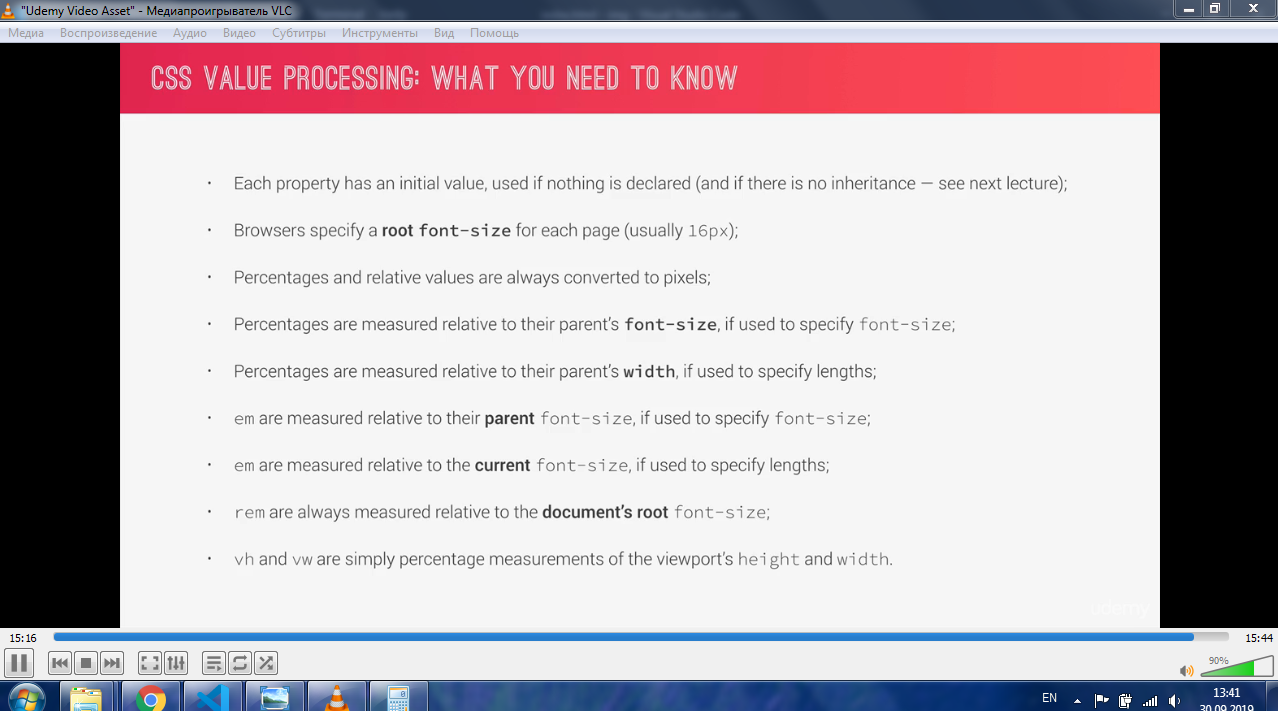 "Udemy Video Asset" - Медиапроигрыватель VLC
Медиа Воспроизведение Аудио Видео Субтитры Инструменты Вид Помощь
CSS VALUE PROCESSING: WHAT YOU NEED TO KNOW
• Each property has an initial value, used if nothing is declared (and if there is no inheritance — see next lecture);
• Browsers specify a root font-size for each page (usually 16px);
• Percentages and relative values are always converted to pixels;
• Percentages are measured relative to their parent's font-size, if used to specify font-size;
• Percentages are measured relative to their parent's width, if used to specify lengths;
• em are measured relative to their parent font-size, if used to specify font-size;
• em are measured relative to the current font-size, if used to specify lengths;
• rem are always measured relative to the document's root font-size;
• vh and vw are simply percentage measurements of the viewport's height and width.
udemy
15:16 15:44
90%
EN 13:41
30.09.2019